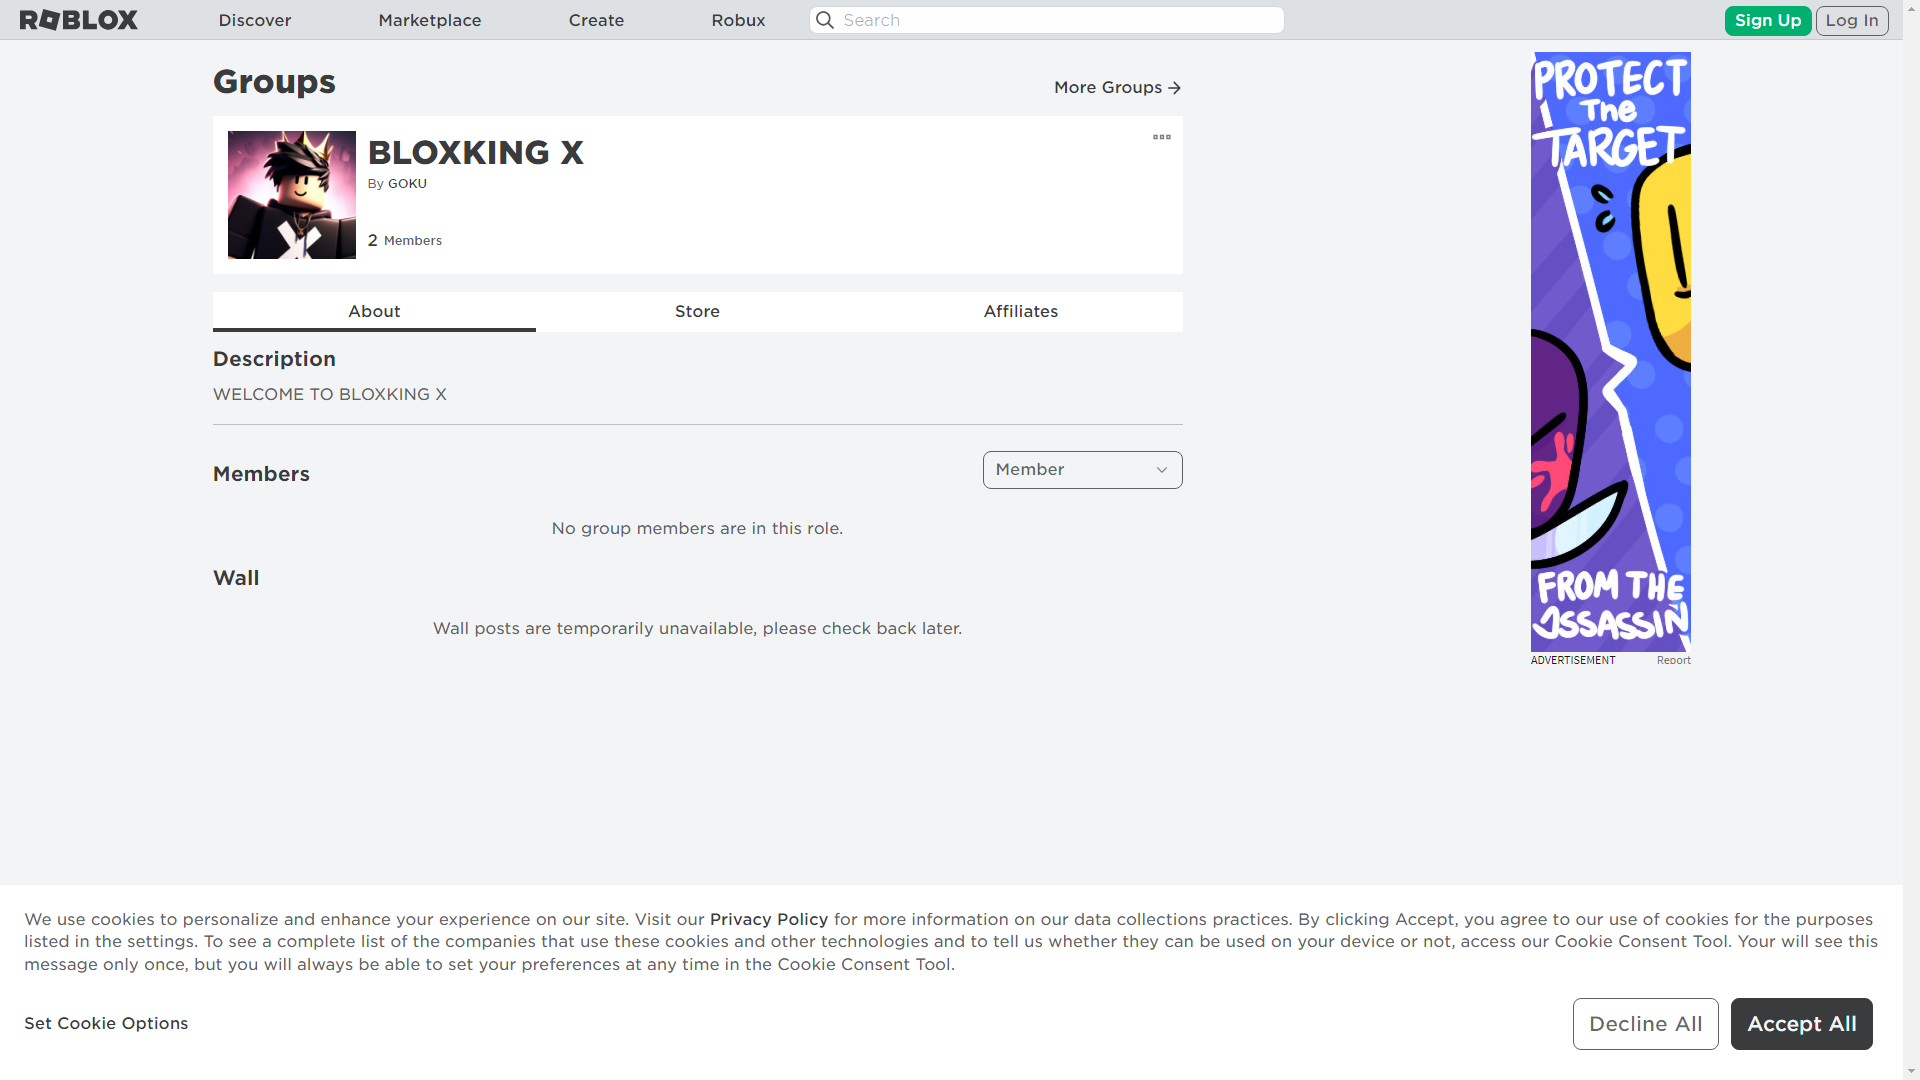 ROBLOX
Discover
Marketplace
Create
Robux
Search
Sign Up
Log In
Groups
More Groups
BLOXKING X
By GOKU
2 Members
About
Store
Affiliates
Description
WELCOME TO BLOXKING X
Members
Member
No group members are in this role.
Wall
Wall posts are temporarily unavailable, please check back later.
PROTECT
The
TARGET
FROM THE
ASSASSIN
ADVERTISEMENT
Report
We use cookies to personalize and enhance your experience on our site. Visit our Privacy Policy for more information on our data collections practices. By clicking Accept, you agree to our use of cookies for the purposes
listed in the settings. To see a complete list of the companies that use these cookies and other technologies and to tell us whether they can be used on your device or not, access our Cookie Consent Tool. Your will see this
message only once, but you will always be able to set your preferences at any time in the Cookie Consent Tool.
Set Cookie Options
Decline All
Accept All